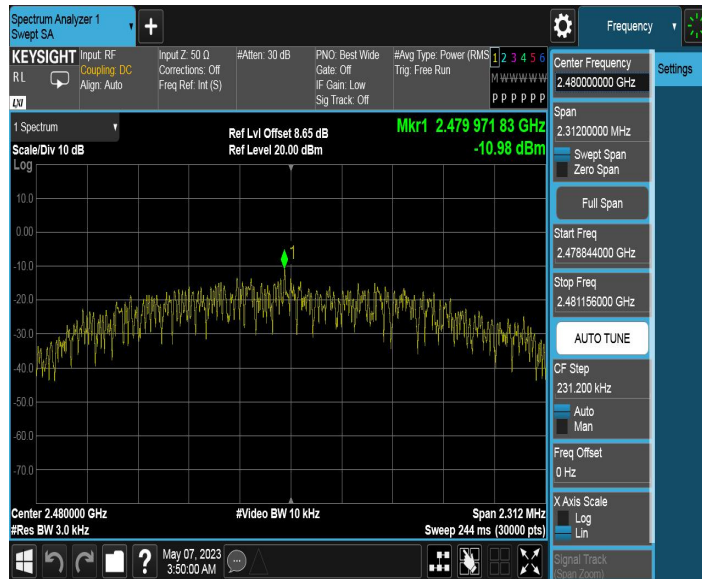 Spectrum Analyzer 1
Swept SA
+
Frequency
KEYSIGHT
RL
LXI
Input: RF
Coupling: DC
Align: Auto
Input Z: 50 Ω
Corrections: Off
Freq Ref: Int (S)
#Atten: 30 dB
PNO: Best Wide
Gate: Off
IF Gain: Low
Sig Track: Off
#Avg Type: Power (RMS
Trig: Free Run
1 2 3 4 5 6
M W W W W W
P P P P P P
1 Spectrum
Scale/Div 10 dB
Ref Lvl Offset 8.65 dB
Ref Level 20.00 dBm
Mkr1 2.479 971 83 GHz
-10.98 dBm
Log
10.0
0.00
-10.0
-20.0
-30.0
-40.0
-50.0
-60.0
-70.0
1
Center 2.480000 GHz
#Res BW 3.0 kHz
#Video BW 10 kHz
Span 2.312 MHz
Sweep 244 ms (30000 pts)
May 07, 2023
3:50:00 AM
?
Center Frequency
2.480000000 GHz
Span
2.31200000 MHz
Swept Span
Zero Span
Full Span
Start Freq
2.478844000 GHz
Stop Freq
2.481156000 GHz
AUTO TUNE
CF Step
231.200 kHz
Auto
Man
Freq Offset
0 Hz
X Axis Scale
Log
Lin
Signal Track
(Span Zoom)
Settings